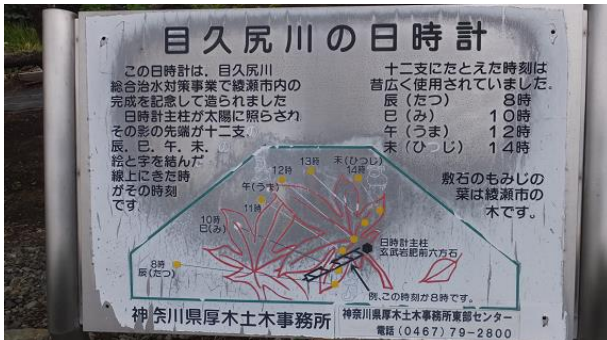 目久尻川の日時計
この日時計は、目久尻川
総合治水対策事業で綾瀬市内の
完成を記念して造られました
日時計主柱が太陽に照らされ
その影の先端が十二支、
辰、巳、午、未、
絵と字を結んだ
線上にきた時
がその時刻
です
十二支にたとえた時刻は
昔広く使用されていました。
辰(たつ) 8時
巳(み) 10時
午(うま) 12時
未(ひつじ) 14時
敷石のもみじの
葉は綾瀬市の
木です。
13時
12時
未(ひつじ)
14時
午(うま)
11時
10時
巳(み)
8時
辰(たつ)
日時計主柱
玄武岩肥前六方石
例、この時刻が8時です。
神奈川県厚木土木事務所
神奈川県厚木土木事務所東部センター
電話(0467)79-2800